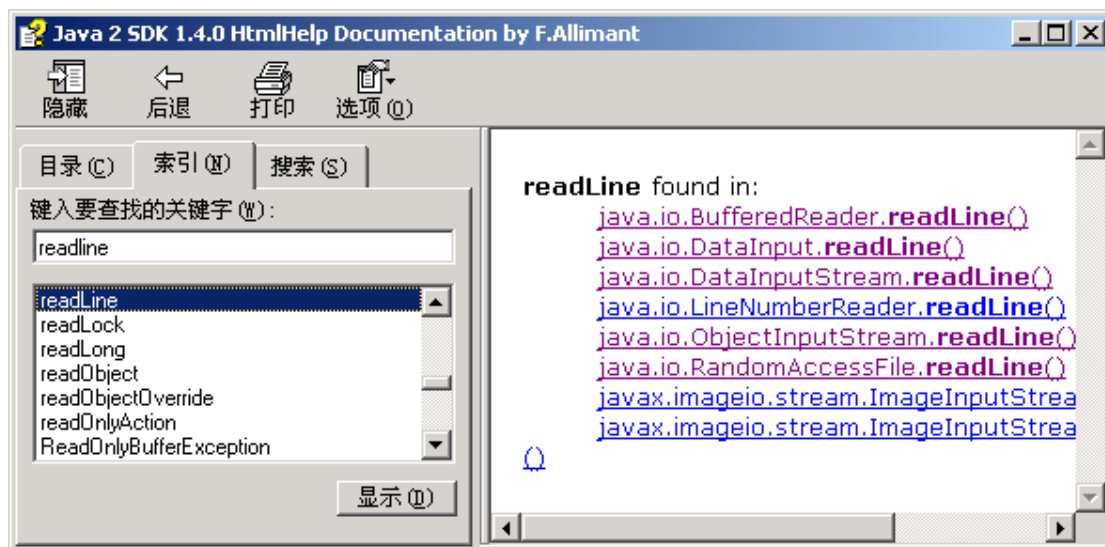 Java 2 SDK 1.4.0 HtmlHelp Documentation by F.Allimant
隐藏 后退 打印 选项(O)
目录(C) 索引(N) 搜索(S)
键入要查找的关键字(W):
readline
readLine
readLock
readLong
readObject
readObjectOverride
readOnlyAction
ReadOnlyBufferException
显示(D)
readLine found in:
java.io.BufferedReader.readLine()
java.io.DataInput.readLine()
java.io.DataInputStream.readLine()
java.io.LineNumberReader.readLine()
java.io.ObjectInputStream.readLine()
java.io.RandomAccessFile.readLine()
javax.imageio.stream.ImageInputStrea
javax.imageio.stream.ImageInputStrea
()